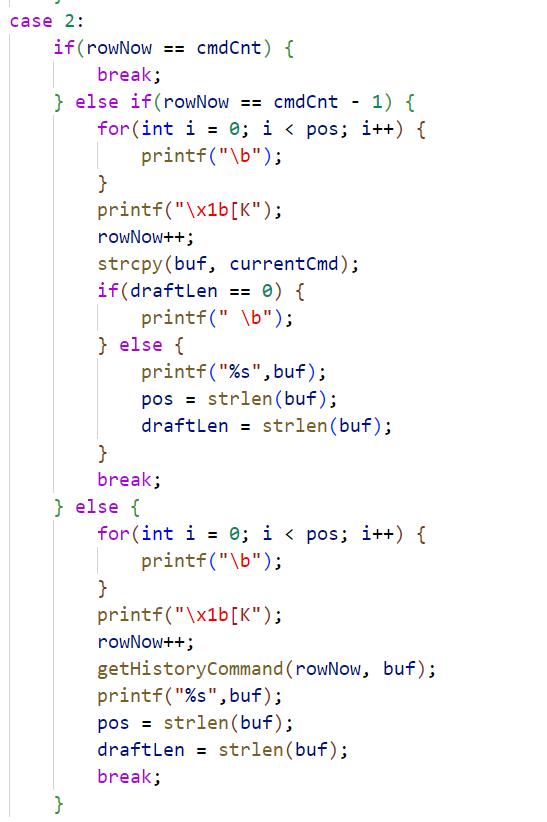 case 2:
    if(rowNow == cmdCnt) {
        break;
    } else if(rowNow == cmdCnt - 1) {
        for(int i = 0; i < pos; i++) {
            printf("\b");
        }
        printf("\x1b[K");
        rowNow++;
        strcpy(buf, currentCmd);
        if(draftLen == 0) {
            printf(" \b");
        } else {
            printf("%s",buf);
            pos = strlen(buf);
            draftLen = strlen(buf);
        }
        break;
    } else {
        for(int i = 0; i < pos; i++) {
            printf("\b");
        }
        printf("\x1b[K");
        rowNow++;
        getHistoryCommand(rowNow, buf);
        printf("%s",buf);
        pos = strlen(buf);
        draftLen = strlen(buf);
        break;
    }